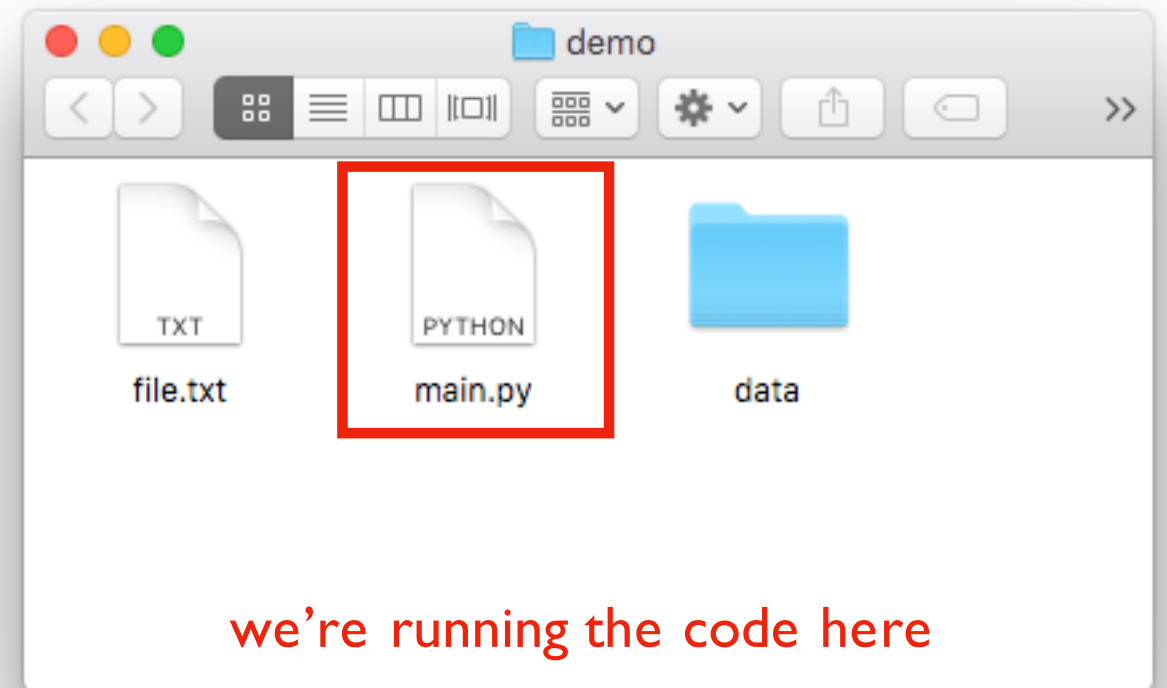 demo
TXT
PYTHON
file.txt
main.py
data
we're running the code here